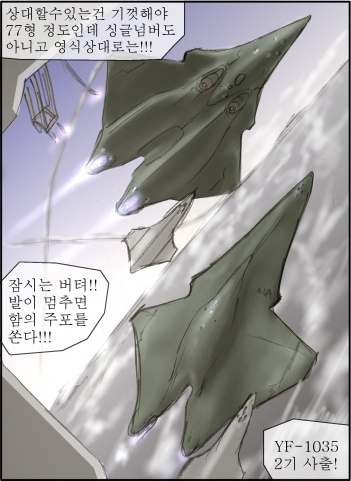 상대할수있는건 기껏해야
77형 정도인데 싱글넘버도
아니고 영식상대로는!!!
잠시는 버텨!!
발이 멈추면
함의 주포를
쏜다!!!
YF-1035
2기 사출!